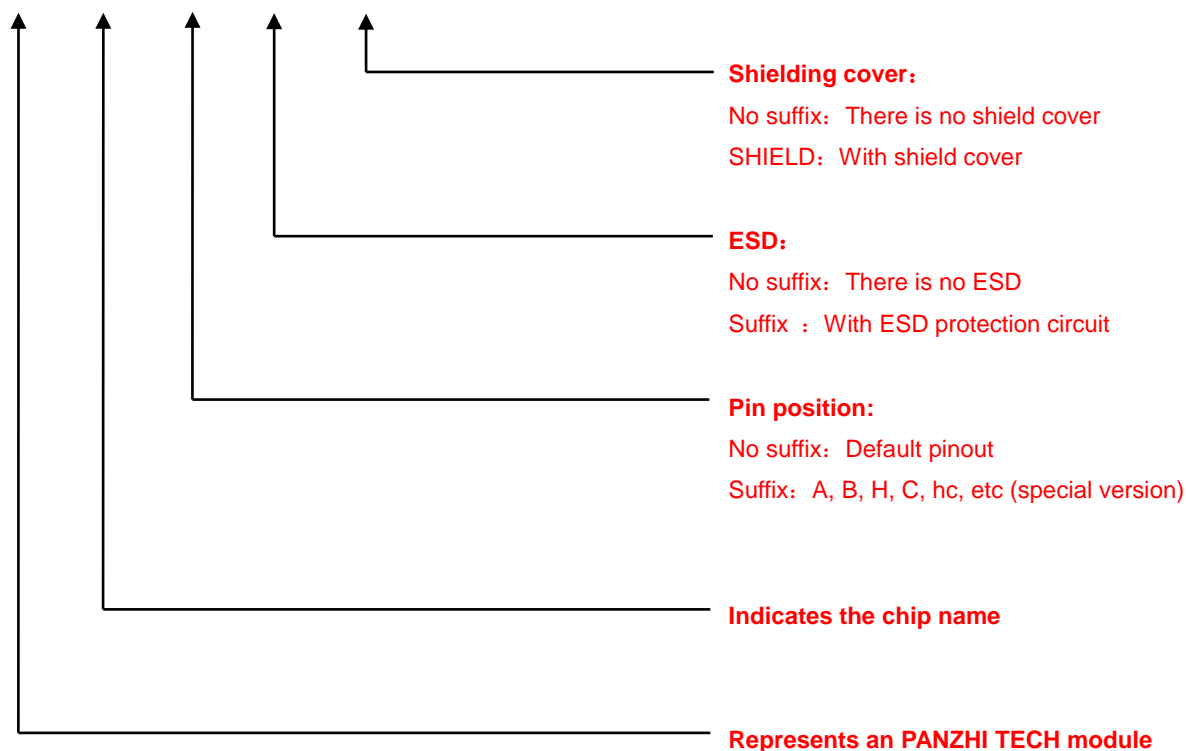 Shielding cover：
No suffix：There is no shield cover
SHIELD：With shield cover
ESD：
No suffix：There is no ESD
Suffix ：With ESD protection circuit
Pin position:
No suffix：Default pinout
Suffix：A, B, H, C, hc, etc (special version)
Indicates the chip name
Represents an PANZHI TECH module